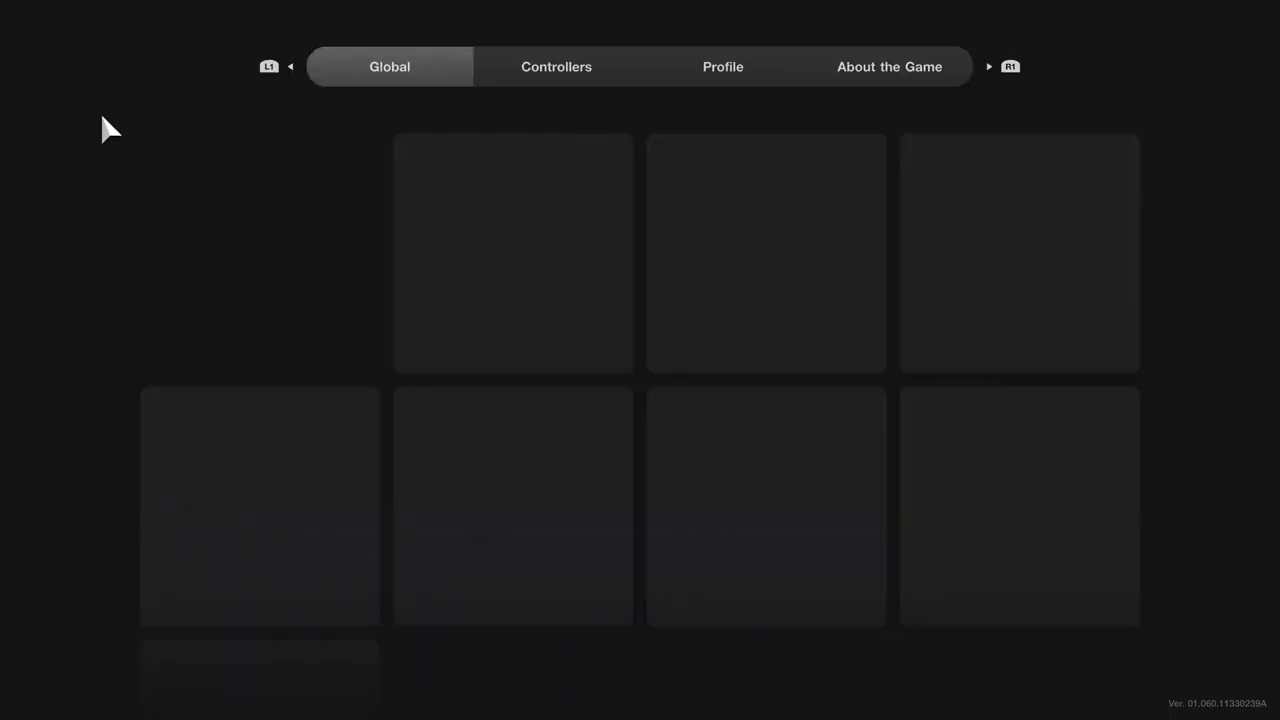 L1 Global Controllers Profile About the Game R1
Ver. 01.060.11330239A